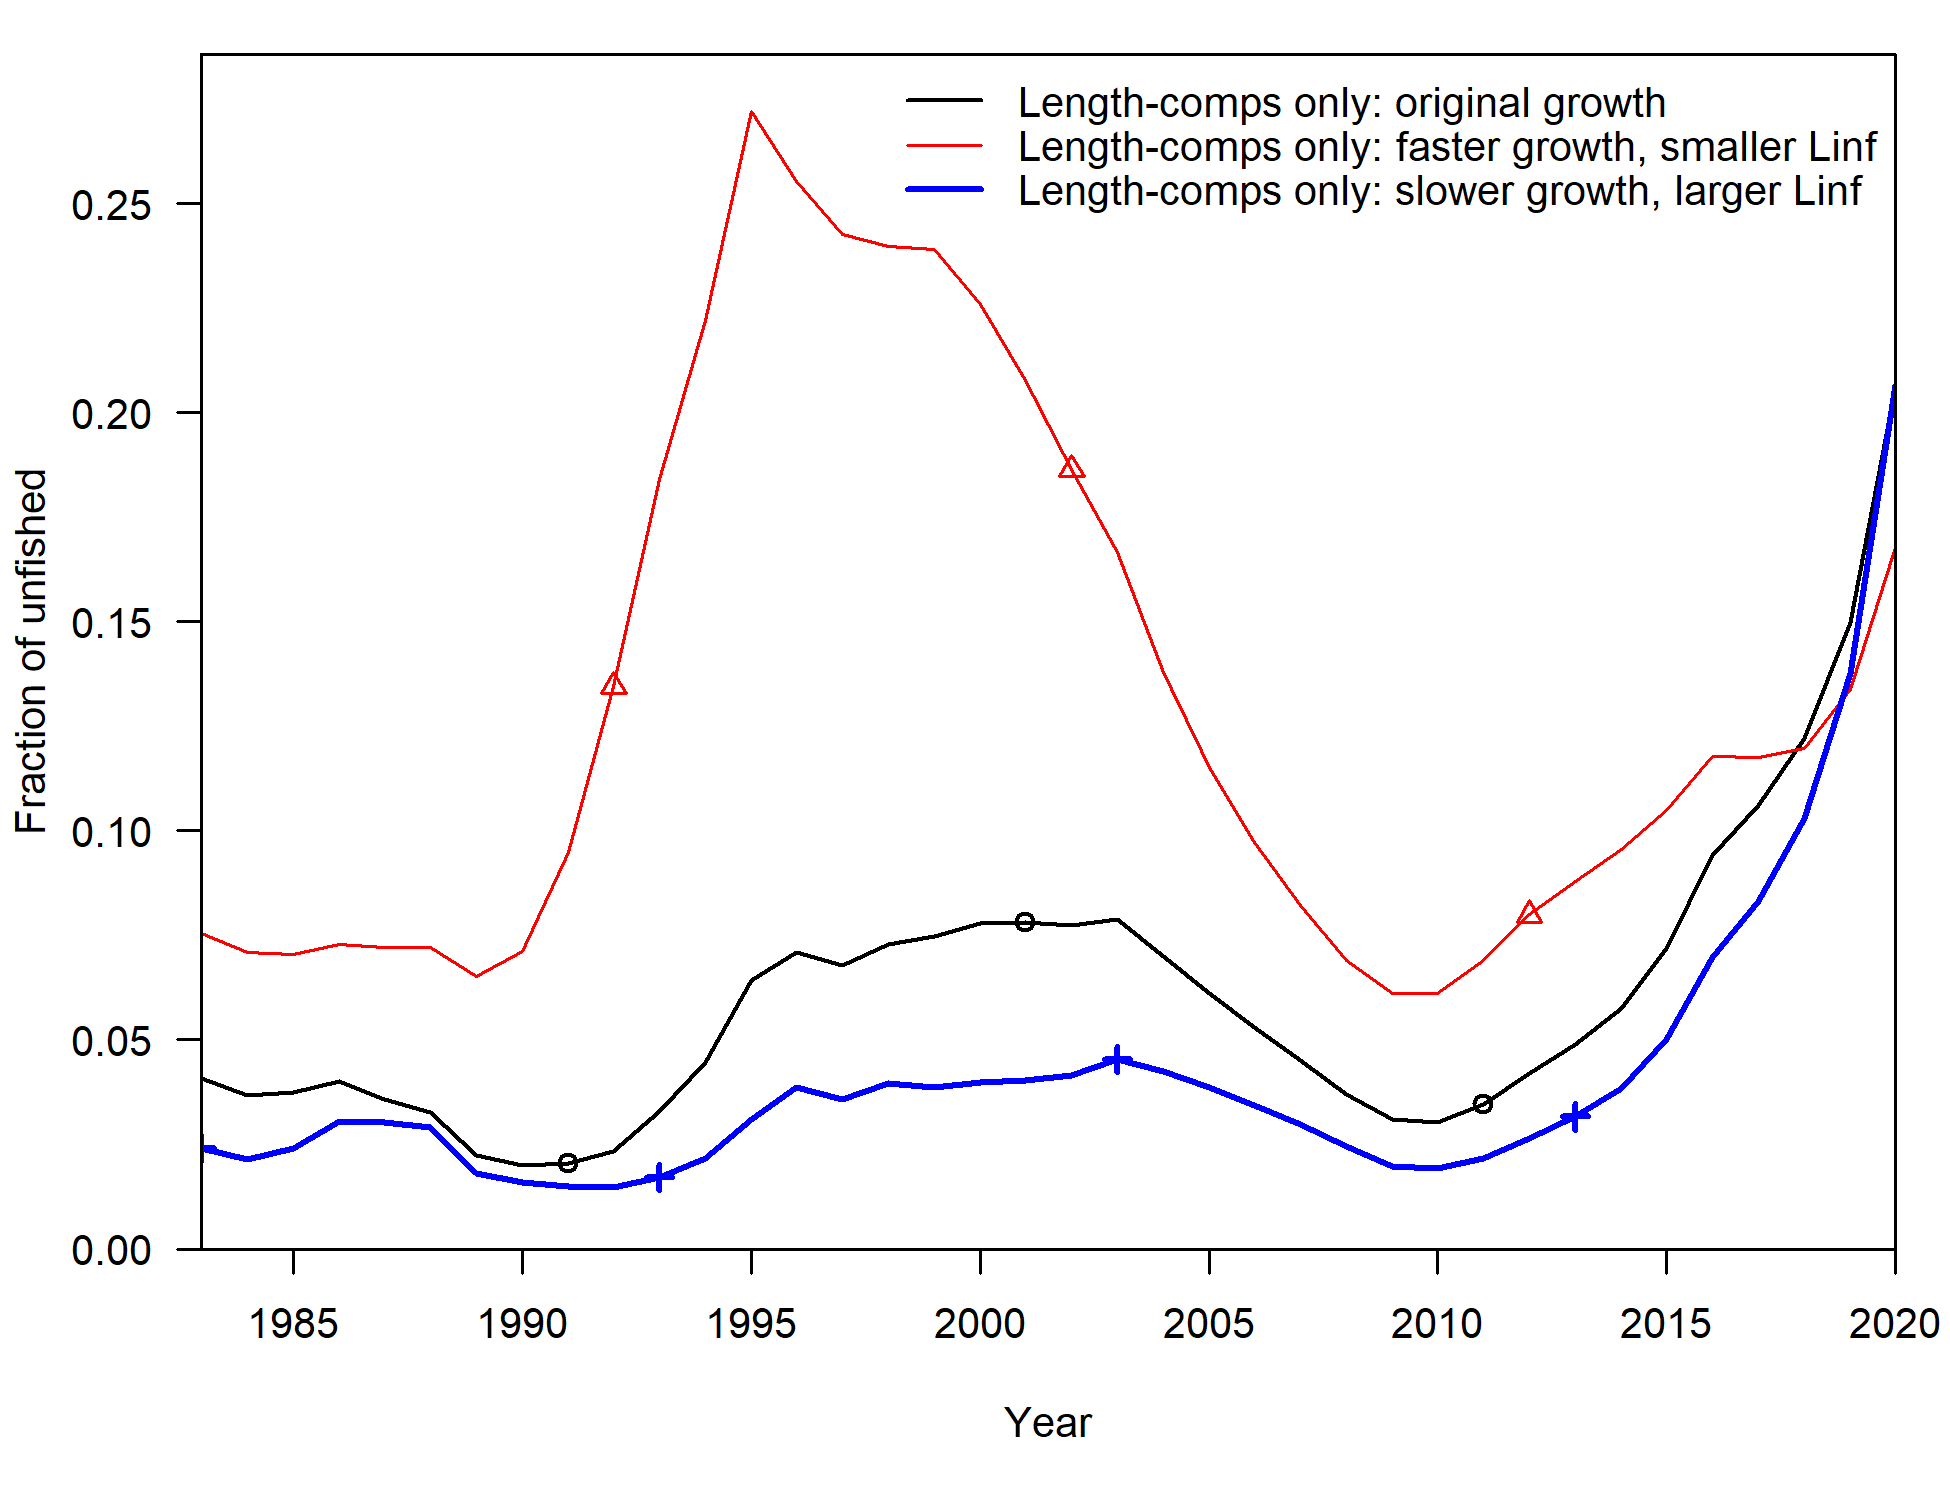 Length-comps only: original growth
Length-comps only: faster growth, smaller Linf
Length-comps only: slower growth, larger Linf
Fraction of unfished
0.25
0.20
0.15
0.10
0.05
0.00
1985 1990 1995 2000 2005 2010 2015 2020
Year